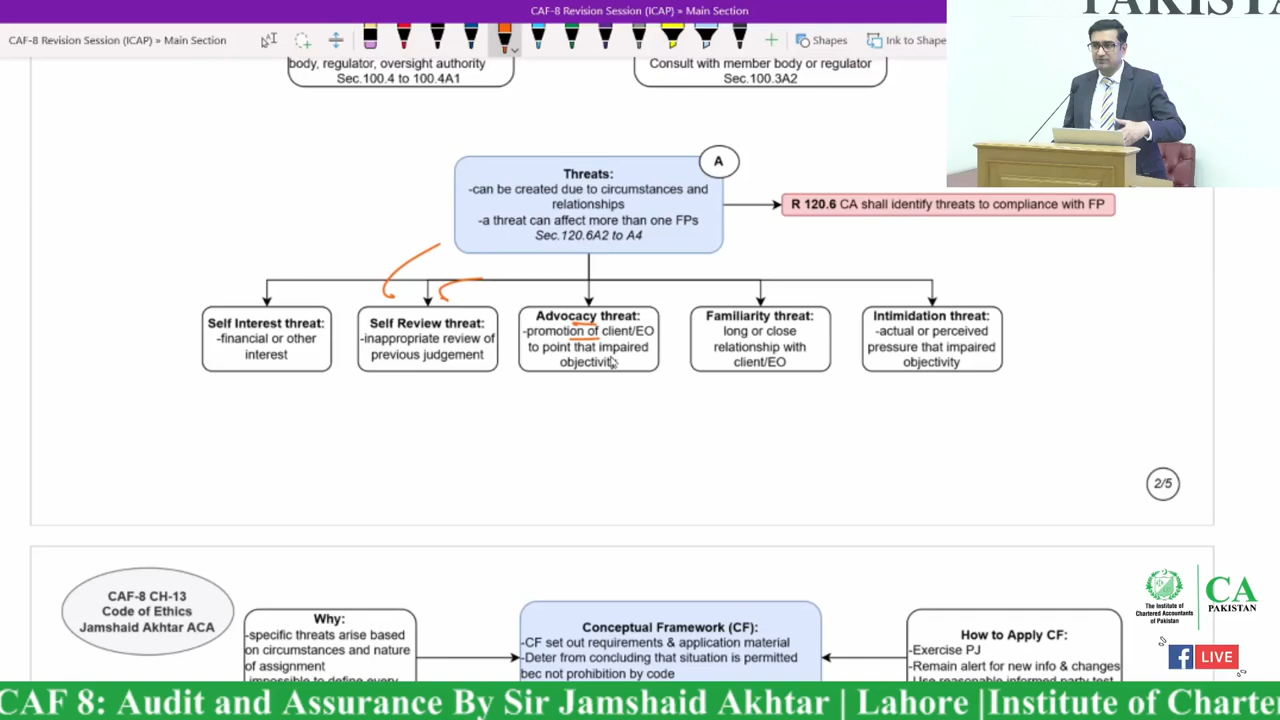 CAF-8 Revision Session (ICAP) » Main Section
CAF-8 Revision Session (ICAP) » Main Section
Shapes
Ink to Shape
PAKISTA
body, regulator, oversight authority
Sec.100.4 to 100.4A1
Consult with member body or regulator
Sec.100.3A2
A
Threats:
-can be created due to circumstances and
relationships
-a threat can affect more than one FPs
Sec.120.6A2 to A4
R 120.6 CA shall identify threats to compliance with FP
Self Interest threat:
-financial or other
interest
Self Review threat:
-inappropriate review of
previous judgement
Advocacy threat:
-promotion of client/EO
to point that impaired
objectivity
Familiarity threat:
long or close
relationship with
client/EO
Intimidation threat:
-actual or perceived
pressure that impaired
objectivity
2/5
CAF-8 CH-13
Code of Ethics
Jamshaid Akhtar ACA
Why:
-specific threats arise based
on circumstances and nature
of assignment
-impossible to define every
Conceptual Framework (CF):
-CF set out requirements & application material
-Deter from concluding that situation is permitted
bec not prohibition by code
How to Apply CF:
-Exercise PJ
-Remain alert for new info & changes
-Use reasonable informed party test
The Institute of
Chartered Accountants
of Pakistan
CA
PAKISTAN
LIVE
CAF 8: Audit and Assurance By Sir Jamshaid Akhtar | Lahore |Institute of Charter